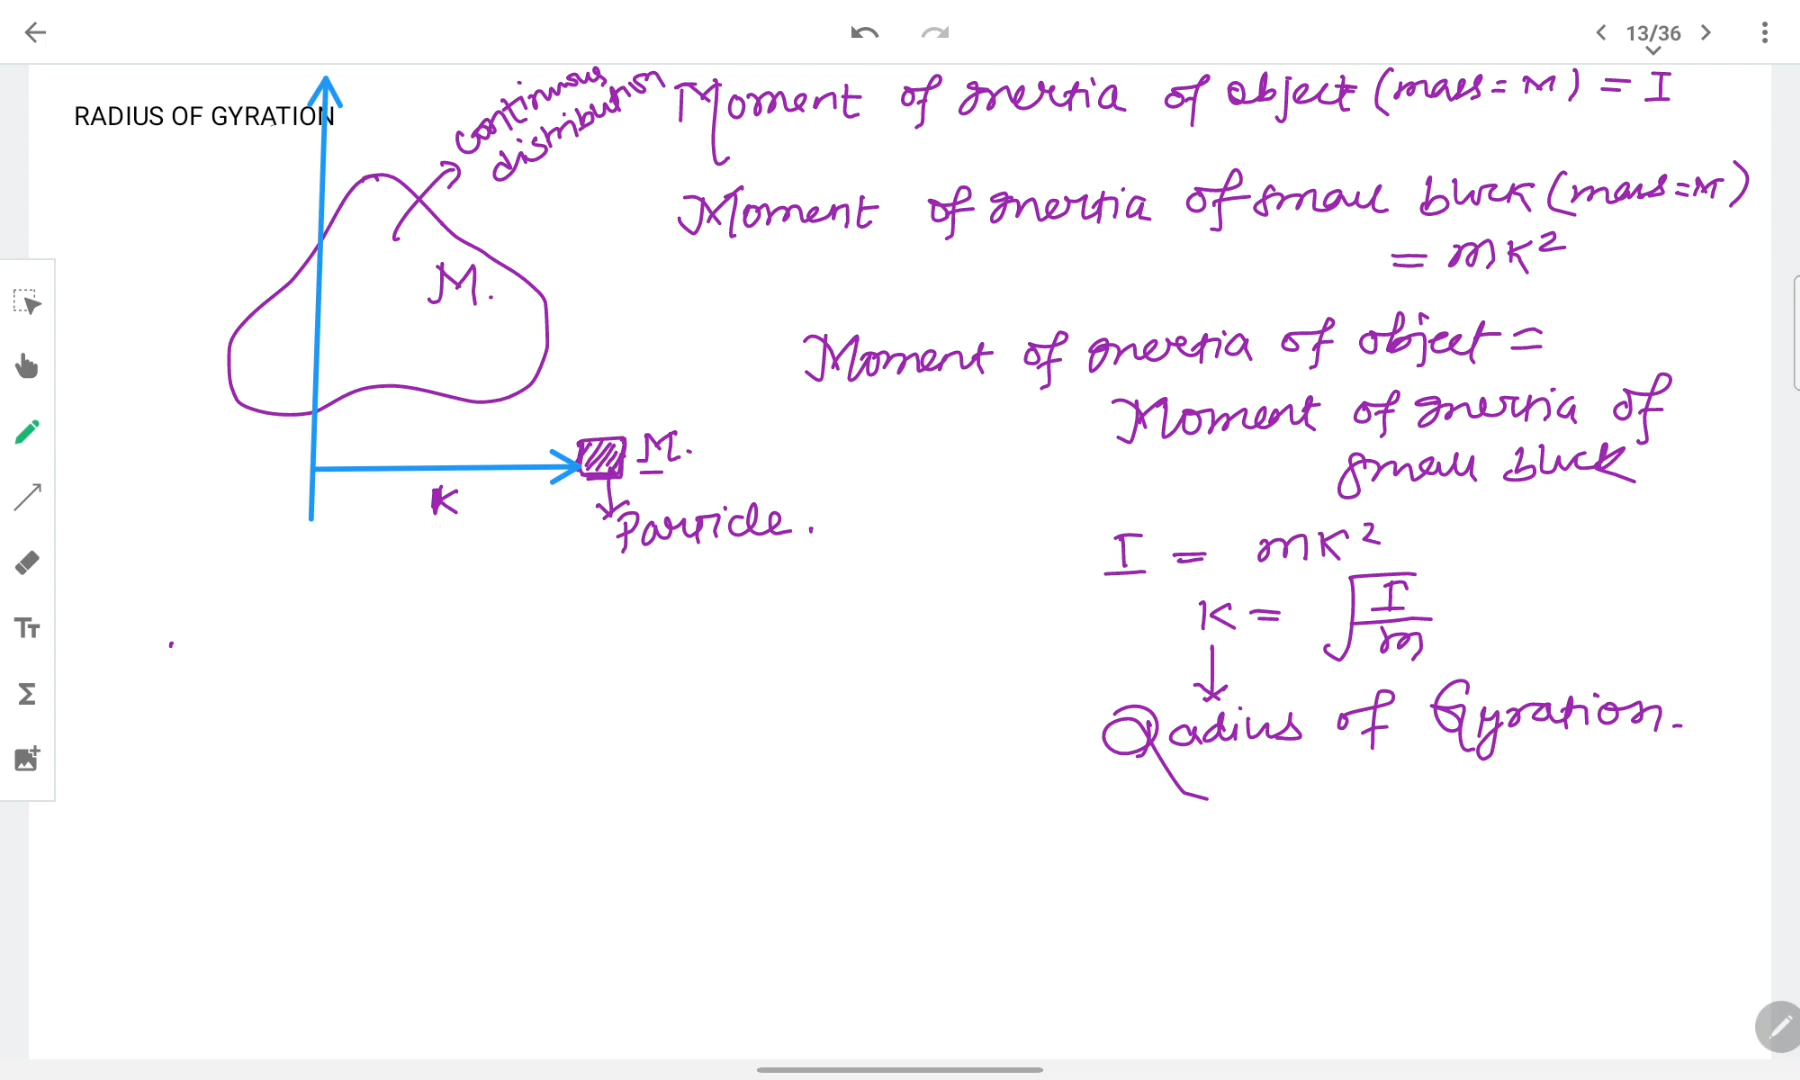 13/36
RADIUS OF GYRATION
continuous
distribution
M.
K
M.
Particle.
Moment of Inertia of object (mass = M) = I
Moment of Inertia of small block (mass = M)
= mK²
Moment of Inertia of object =
Moment of Inertia of
small block
I = mK²
K = √I/m
Radius of Gyration.